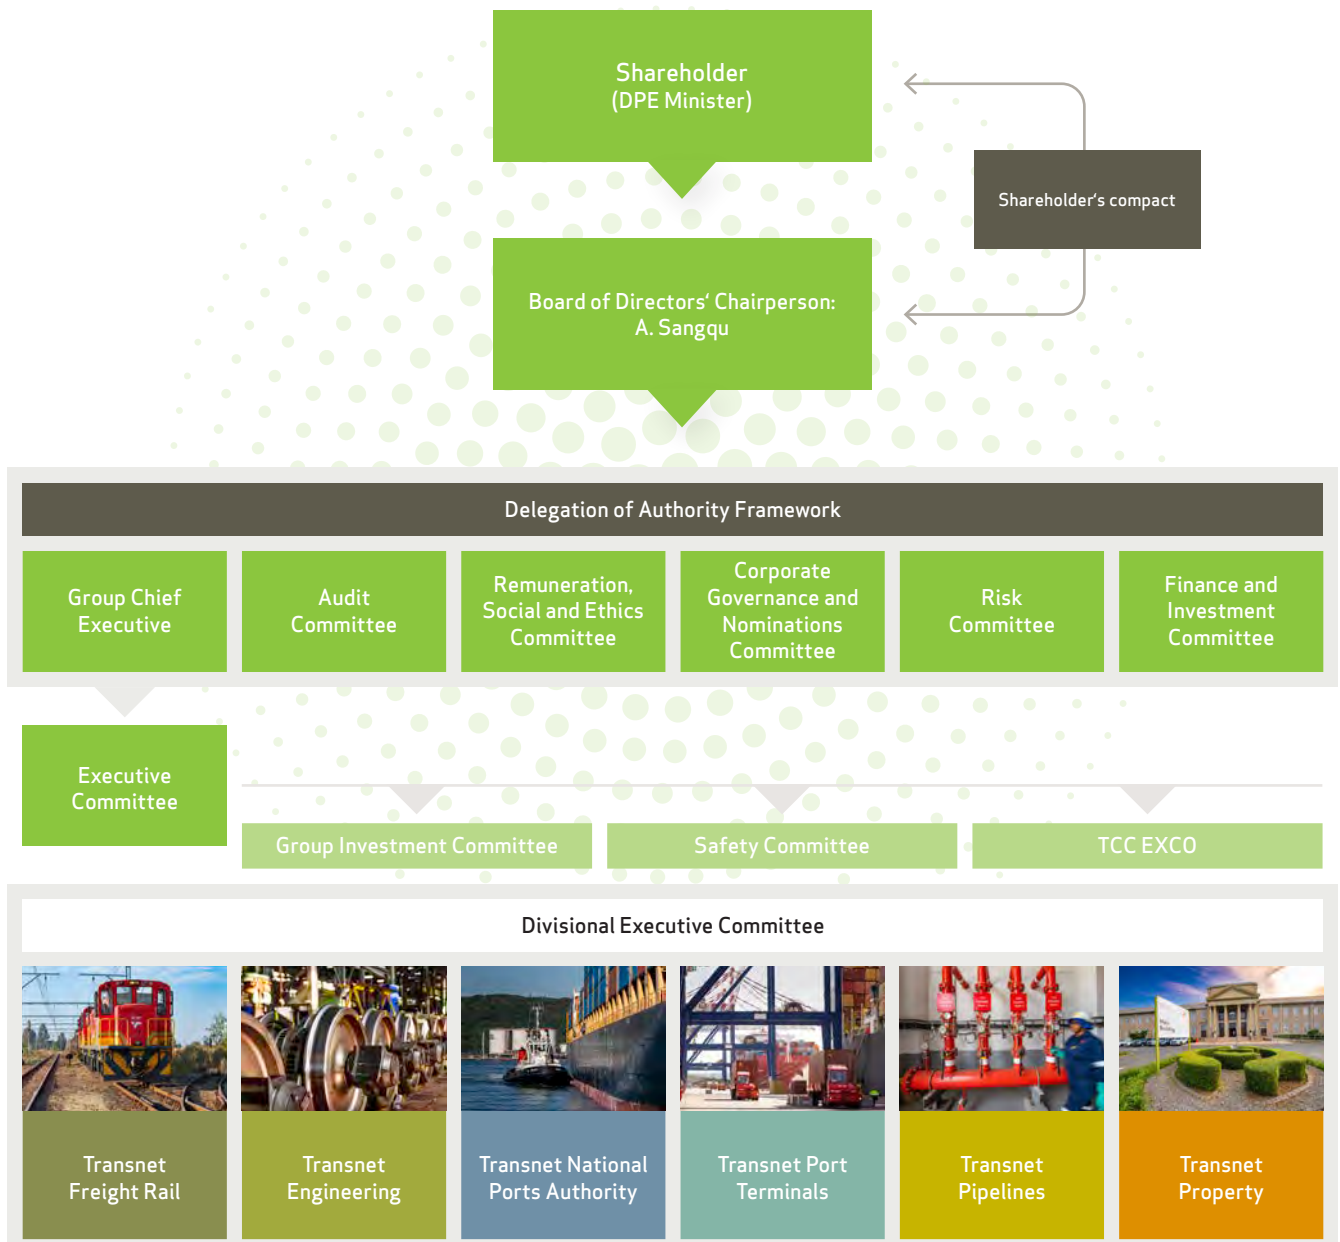 Shareholder
(DPE Minister)
Shareholder's compact
Board of Directors' Chairperson:
A. Sangqu
Delegation of Authority Framework
Group Chief
Executive
Audit
Committee
Remuneration,
Social and Ethics
Committee
Corporate
Governance and
Nominations
Committee
Risk
Committee
Finance and
Investment
Committee
Executive
Committee
Group Investment Committee
Safety Committee
TCC EXCO
Divisional Executive Committee
Transnet
Freight Rail
Transnet
Engineering
Transnet National
Ports Authority
Transnet Port
Terminals
Transnet
Pipelines
Transnet
Property